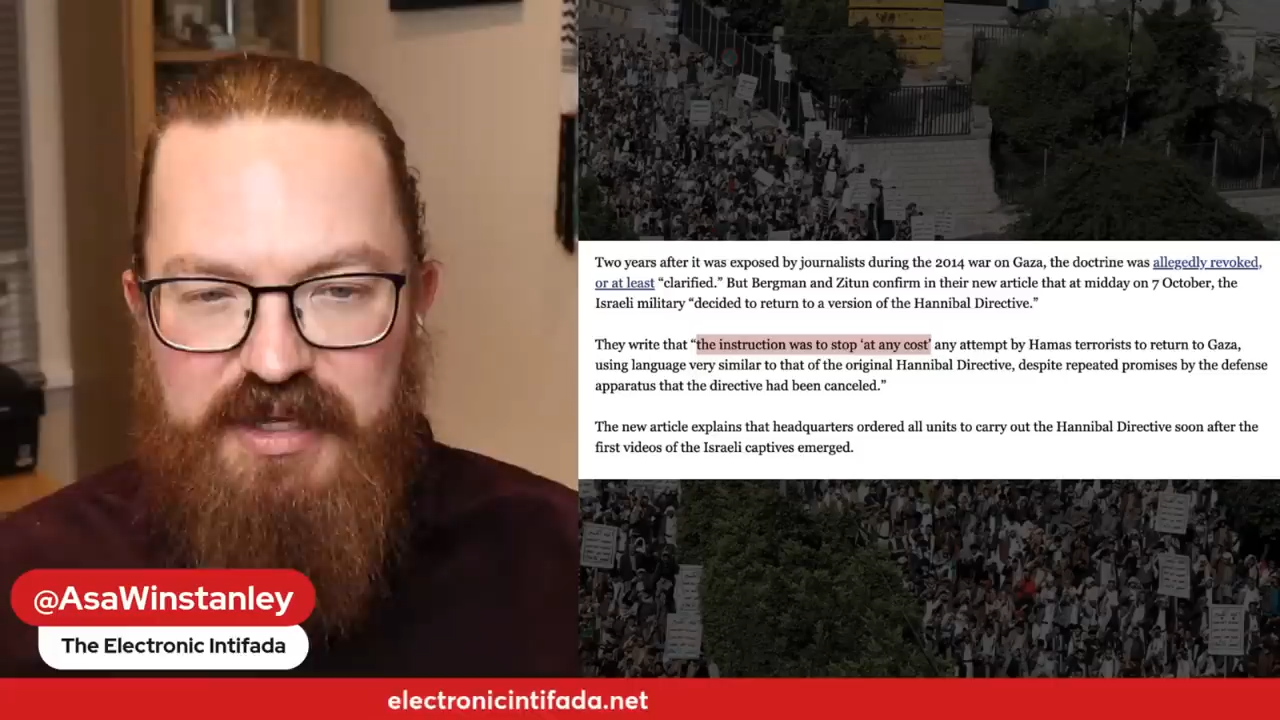 Two years after it was exposed by journalists during the 2014 war on Gaza, the doctrine was allegedly revoked,
or at least “clarified.” But Bergman and Zitun confirm in their new article that at midday on 7 October, the
Israeli military “decided to return to a version of the Hannibal Directive.”
They write that “the instruction was to stop ‘at any cost’ any attempt by Hamas terrorists to return to Gaza,
using language very similar to that of the original Hannibal Directive, despite repeated promises by the defense
apparatus that the directive had been canceled.”
The new article explains that headquarters ordered all units to carry out the Hannibal Directive soon after the
first videos of the Israeli captives emerged.
@AsaWinstanley
The Electronic Intifada
electronicintifada.net